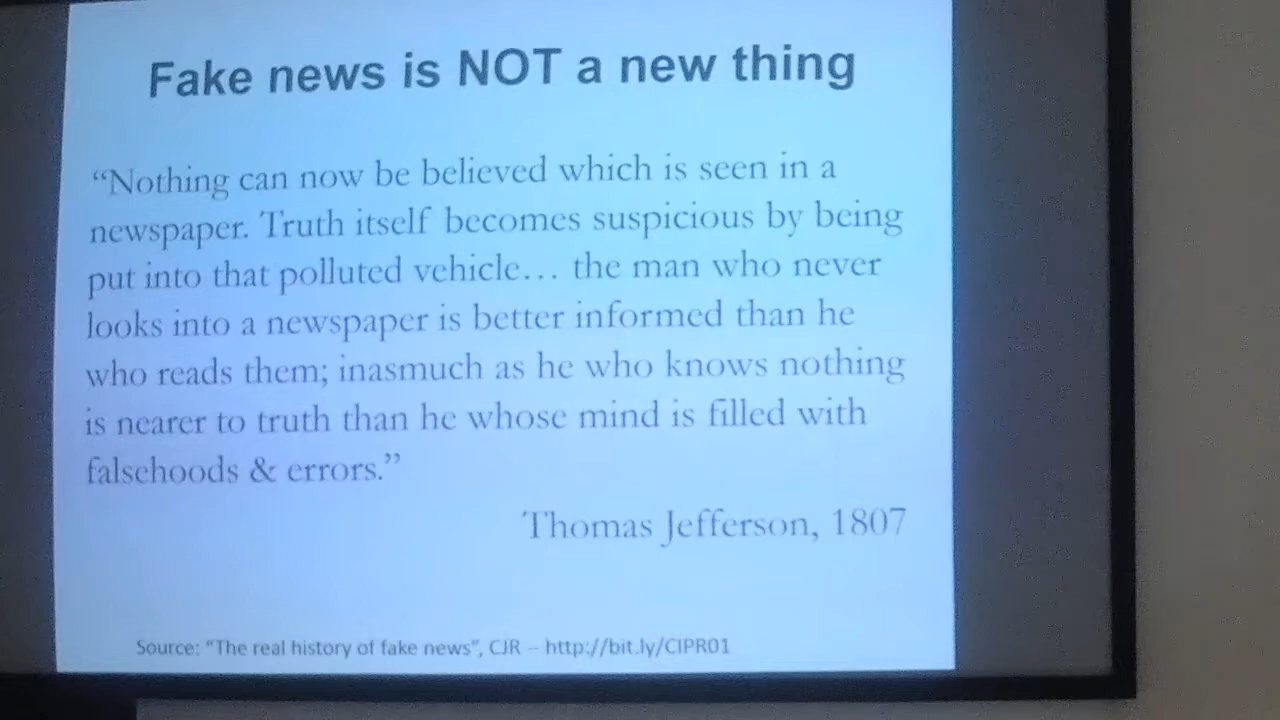 Fake news is NOT a new thing
“Nothing can now be believed which is seen in a
newspaper. Truth itself becomes suspicious by being
put into that polluted vehicle… the man who never
looks into a newspaper is better informed than he
who reads them; inasmuch as he who knows nothing
is nearer to truth than he whose mind is filled with
falsehoods & errors.”
Thomas Jefferson, 1807
Source: “The real history of fake news”, CJR – http://bit.ly/CIPR01